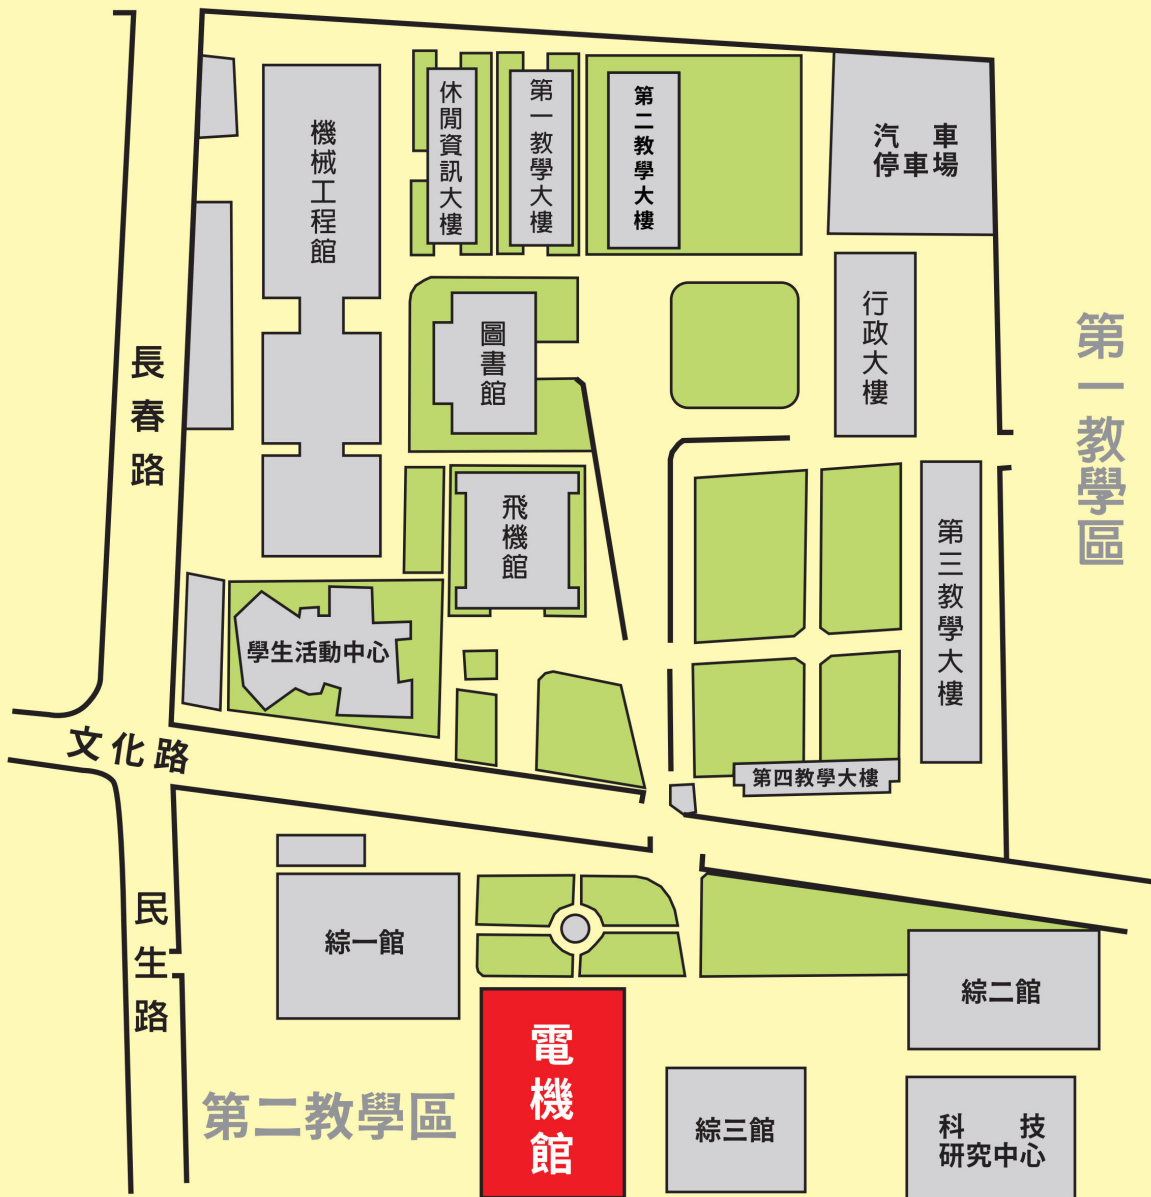 休閒資訊大樓
第一教學大樓
第二教學大樓
汽車
停車場
機械工程館
行政大樓
圖書館
第一教學區
長春路
飛機館
第三教學大樓
學生活動中心
文化路
第四教學大樓
民生路
綜一館
綜二館
電機館
第二教學區
綜三館
科技
研究中心